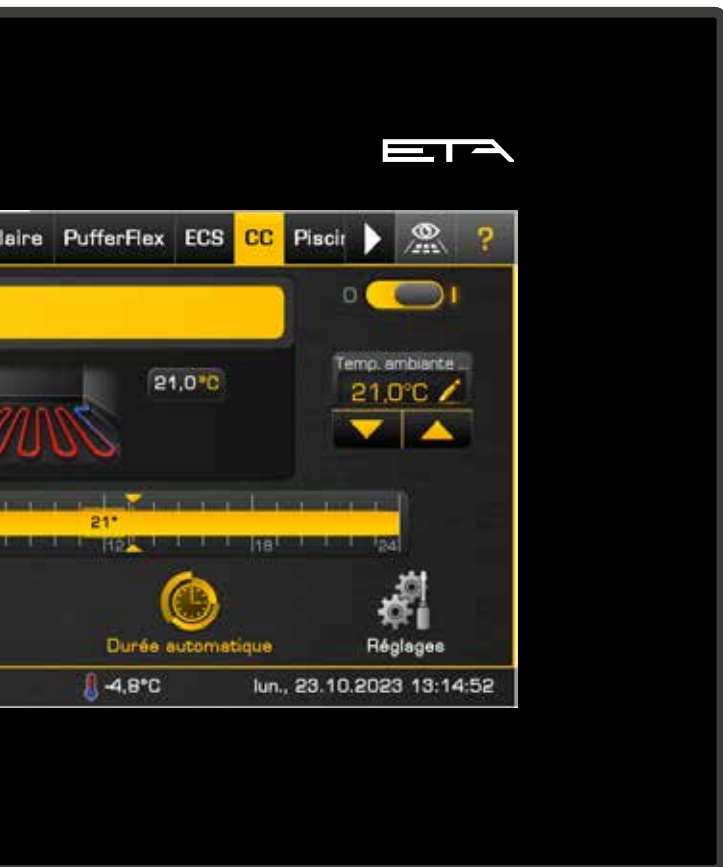 ETA
laire PufferFlex ECS CC Piscir ?
0 I
21,0°C
Temp. ambiante ...
21,0°C
21°
12 18 24
Durée automatique Réglages
-4,8°C lun., 23.10.2023 13:14:52